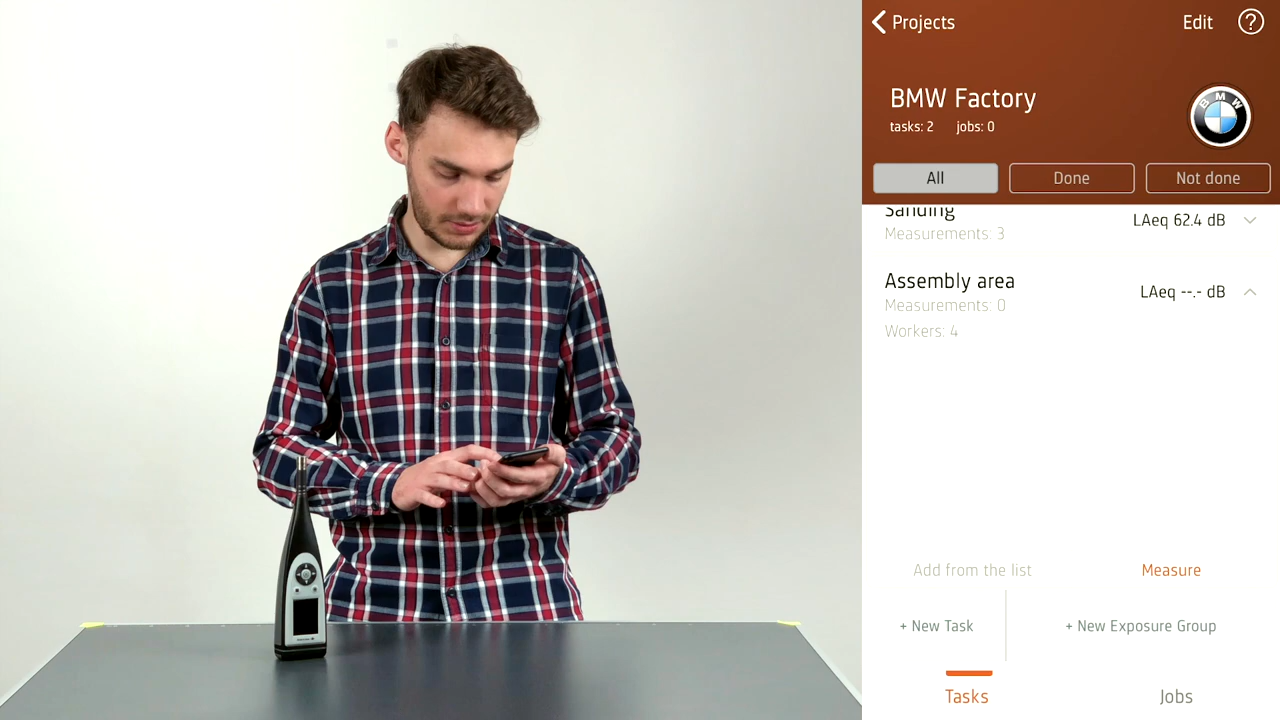 Projects
Edit
?
BMW Factory
tasks: 2
jobs: 0
BMW
All
Done
Not done
Sanding
LAeq 62.4 dB
Measurements: 3
Assembly area
LAeq --.- dB
Measurements: 0
Workers: 4
Add from the list
Measure
+ New Task
+ New Exposure Group
Tasks
Jobs